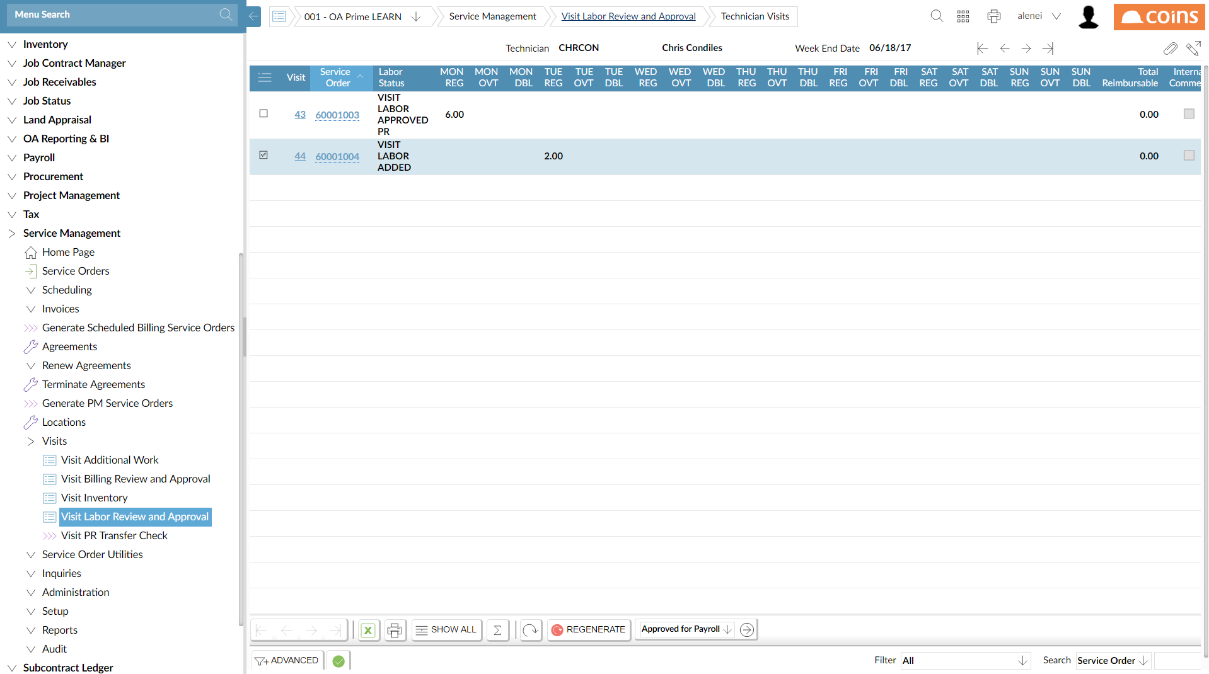 Menu Search
Inventory
Job Contract Manager
Job Receivables
Job Status
Land Appraisal
OA Reporting & BI
Payroll
Procurement
Project Management
Tax
Service Management
Home Page
Service Orders
Scheduling
Invoices
Generate Scheduled Billing Service Orders
Agreements
Renew Agreements
Terminate Agreements
Generate PM Service Orders
Locations
Visits
Visit Additional Work
Visit Billing Review and Approval
Visit Inventory
Visit Labor Review and Approval
Visit PR Transfer Check
Service Order Utilities
Inquiries
Administration
Setup
Reports
Audit
Subcontract Ledger
001 - OA Prime LEARN Service Management Visit Labor Review and Approval Technician Visits alenei coins
Technician CHRCON Chris Condiles Week End Date 06/18/17
Service Labor MON MON MON TUE TUE TUE WED WED WED THU THU THU FRI FRI FRI SAT SAT SAT SUN SUN SUN Total Interna
Visit Order Status REG OVT DBL REG OVT DBL REG OVT DBL REG OVT DBL REG OVT DBL REG OVT DBL REG OVT DBL Reimbursable Comme
VISIT
LABOR
43 60001003 APPROVED 6.00 0.00
PR
VISIT
44 60001004 LABOR 2.00 0.00
ADDED
SHOW ALL Σ REGENERATE Approved for Payroll
ADVANCED Filter All Search Service Order